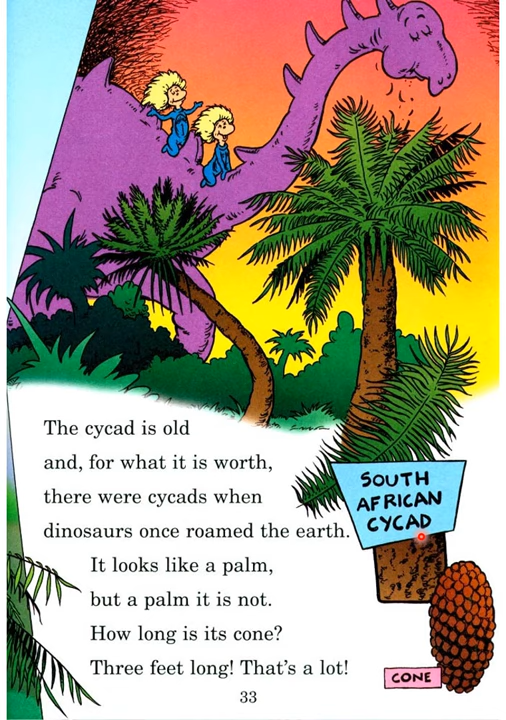 The cycad is old
and, for what it is worth,
there were cycads when
dinosaurs once roamed the earth.
It looks like a palm,
but a palm it is not.
How long is its cone?
Three feet long! That's a lot!
SOUTH
AFRICAN
CYCAD
CONE
33